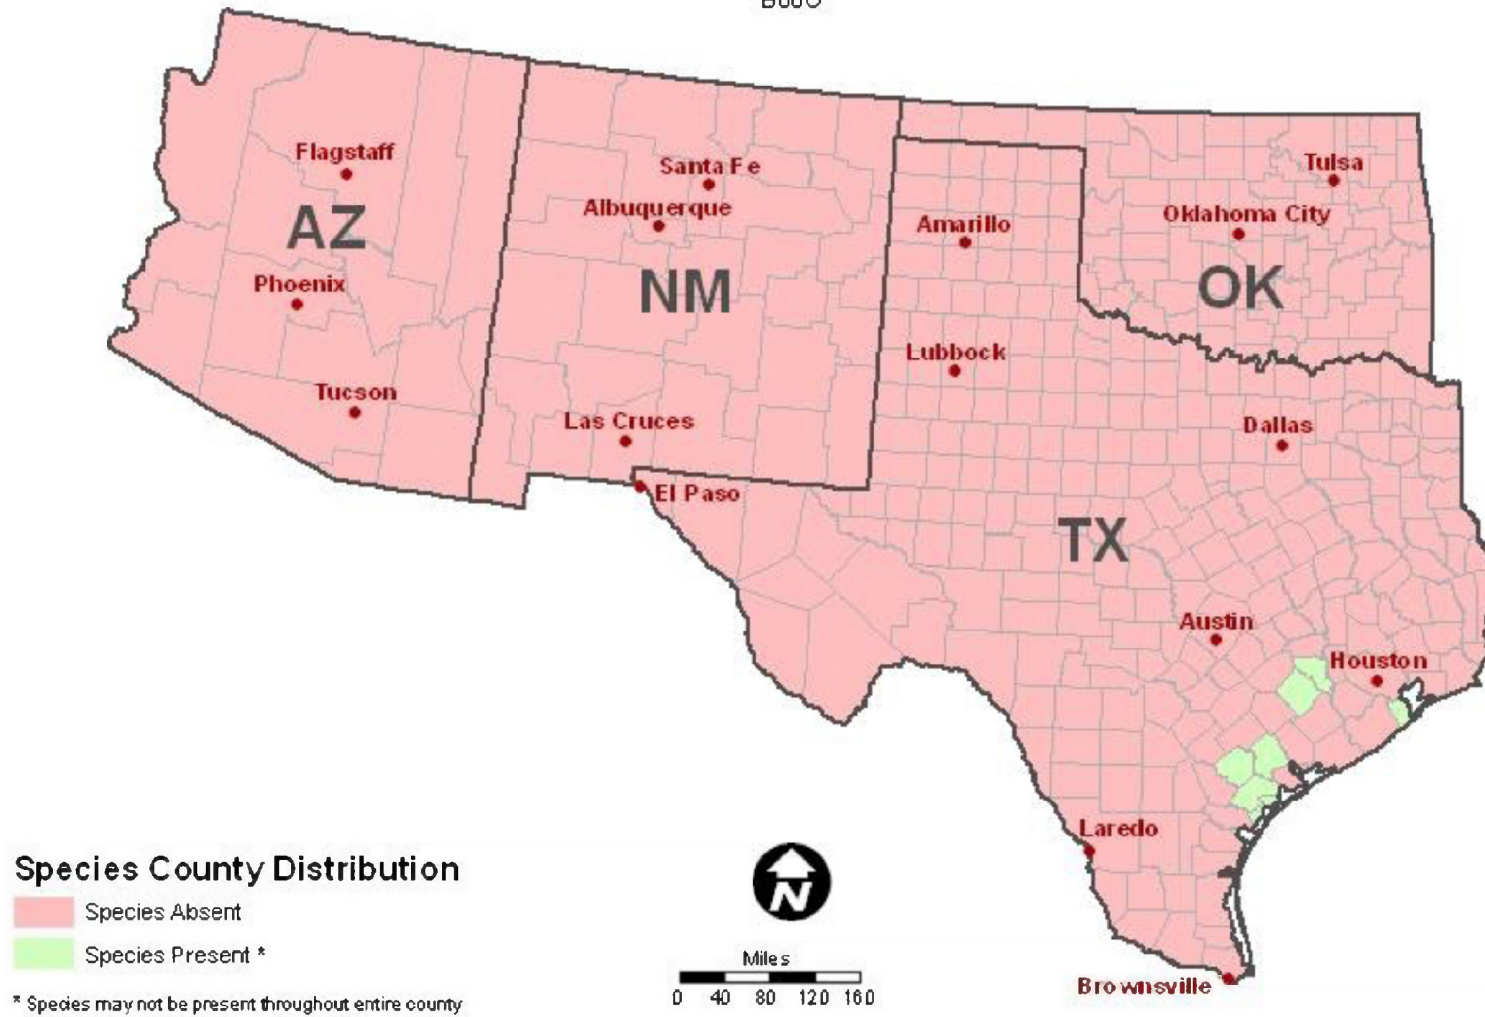 Flagstaff
Santa Fe
Tulsa
Albuquerque
Oklahoma City
AZ
Amarillo
Phoenix
NM
OK
Lubbock
Tucson
Las Cruces
Dallas
El Paso
TX
Austin
Houston
Laredo
Species County Distribution
Species Absent
Species Present *
Miles
0 40 80 120 160
Brownsville
* Species may not be present throughout entire county
N